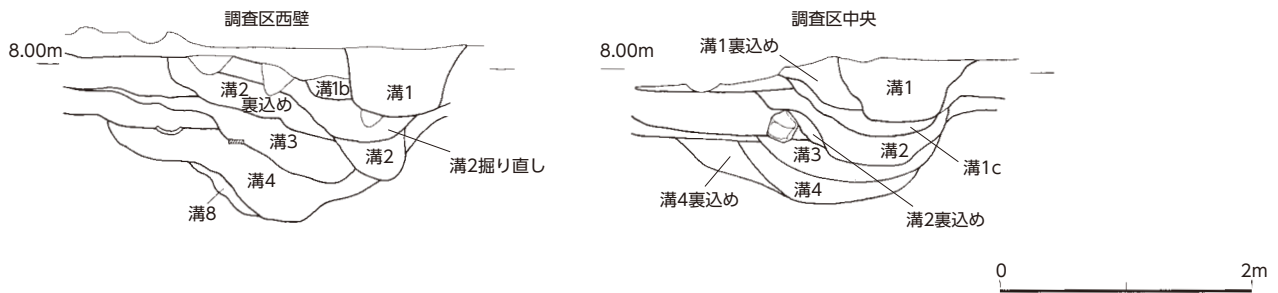 調査区西壁
8.00m
溝2
裏込め
溝1b
溝1
溝3
溝2
溝2掘り直し
溝4
溝8
調査区中央
8.00m
溝1裏込め
溝1
溝2
溝3
溝1c
溝4
溝4裏込め
溝2裏込め
0
2m